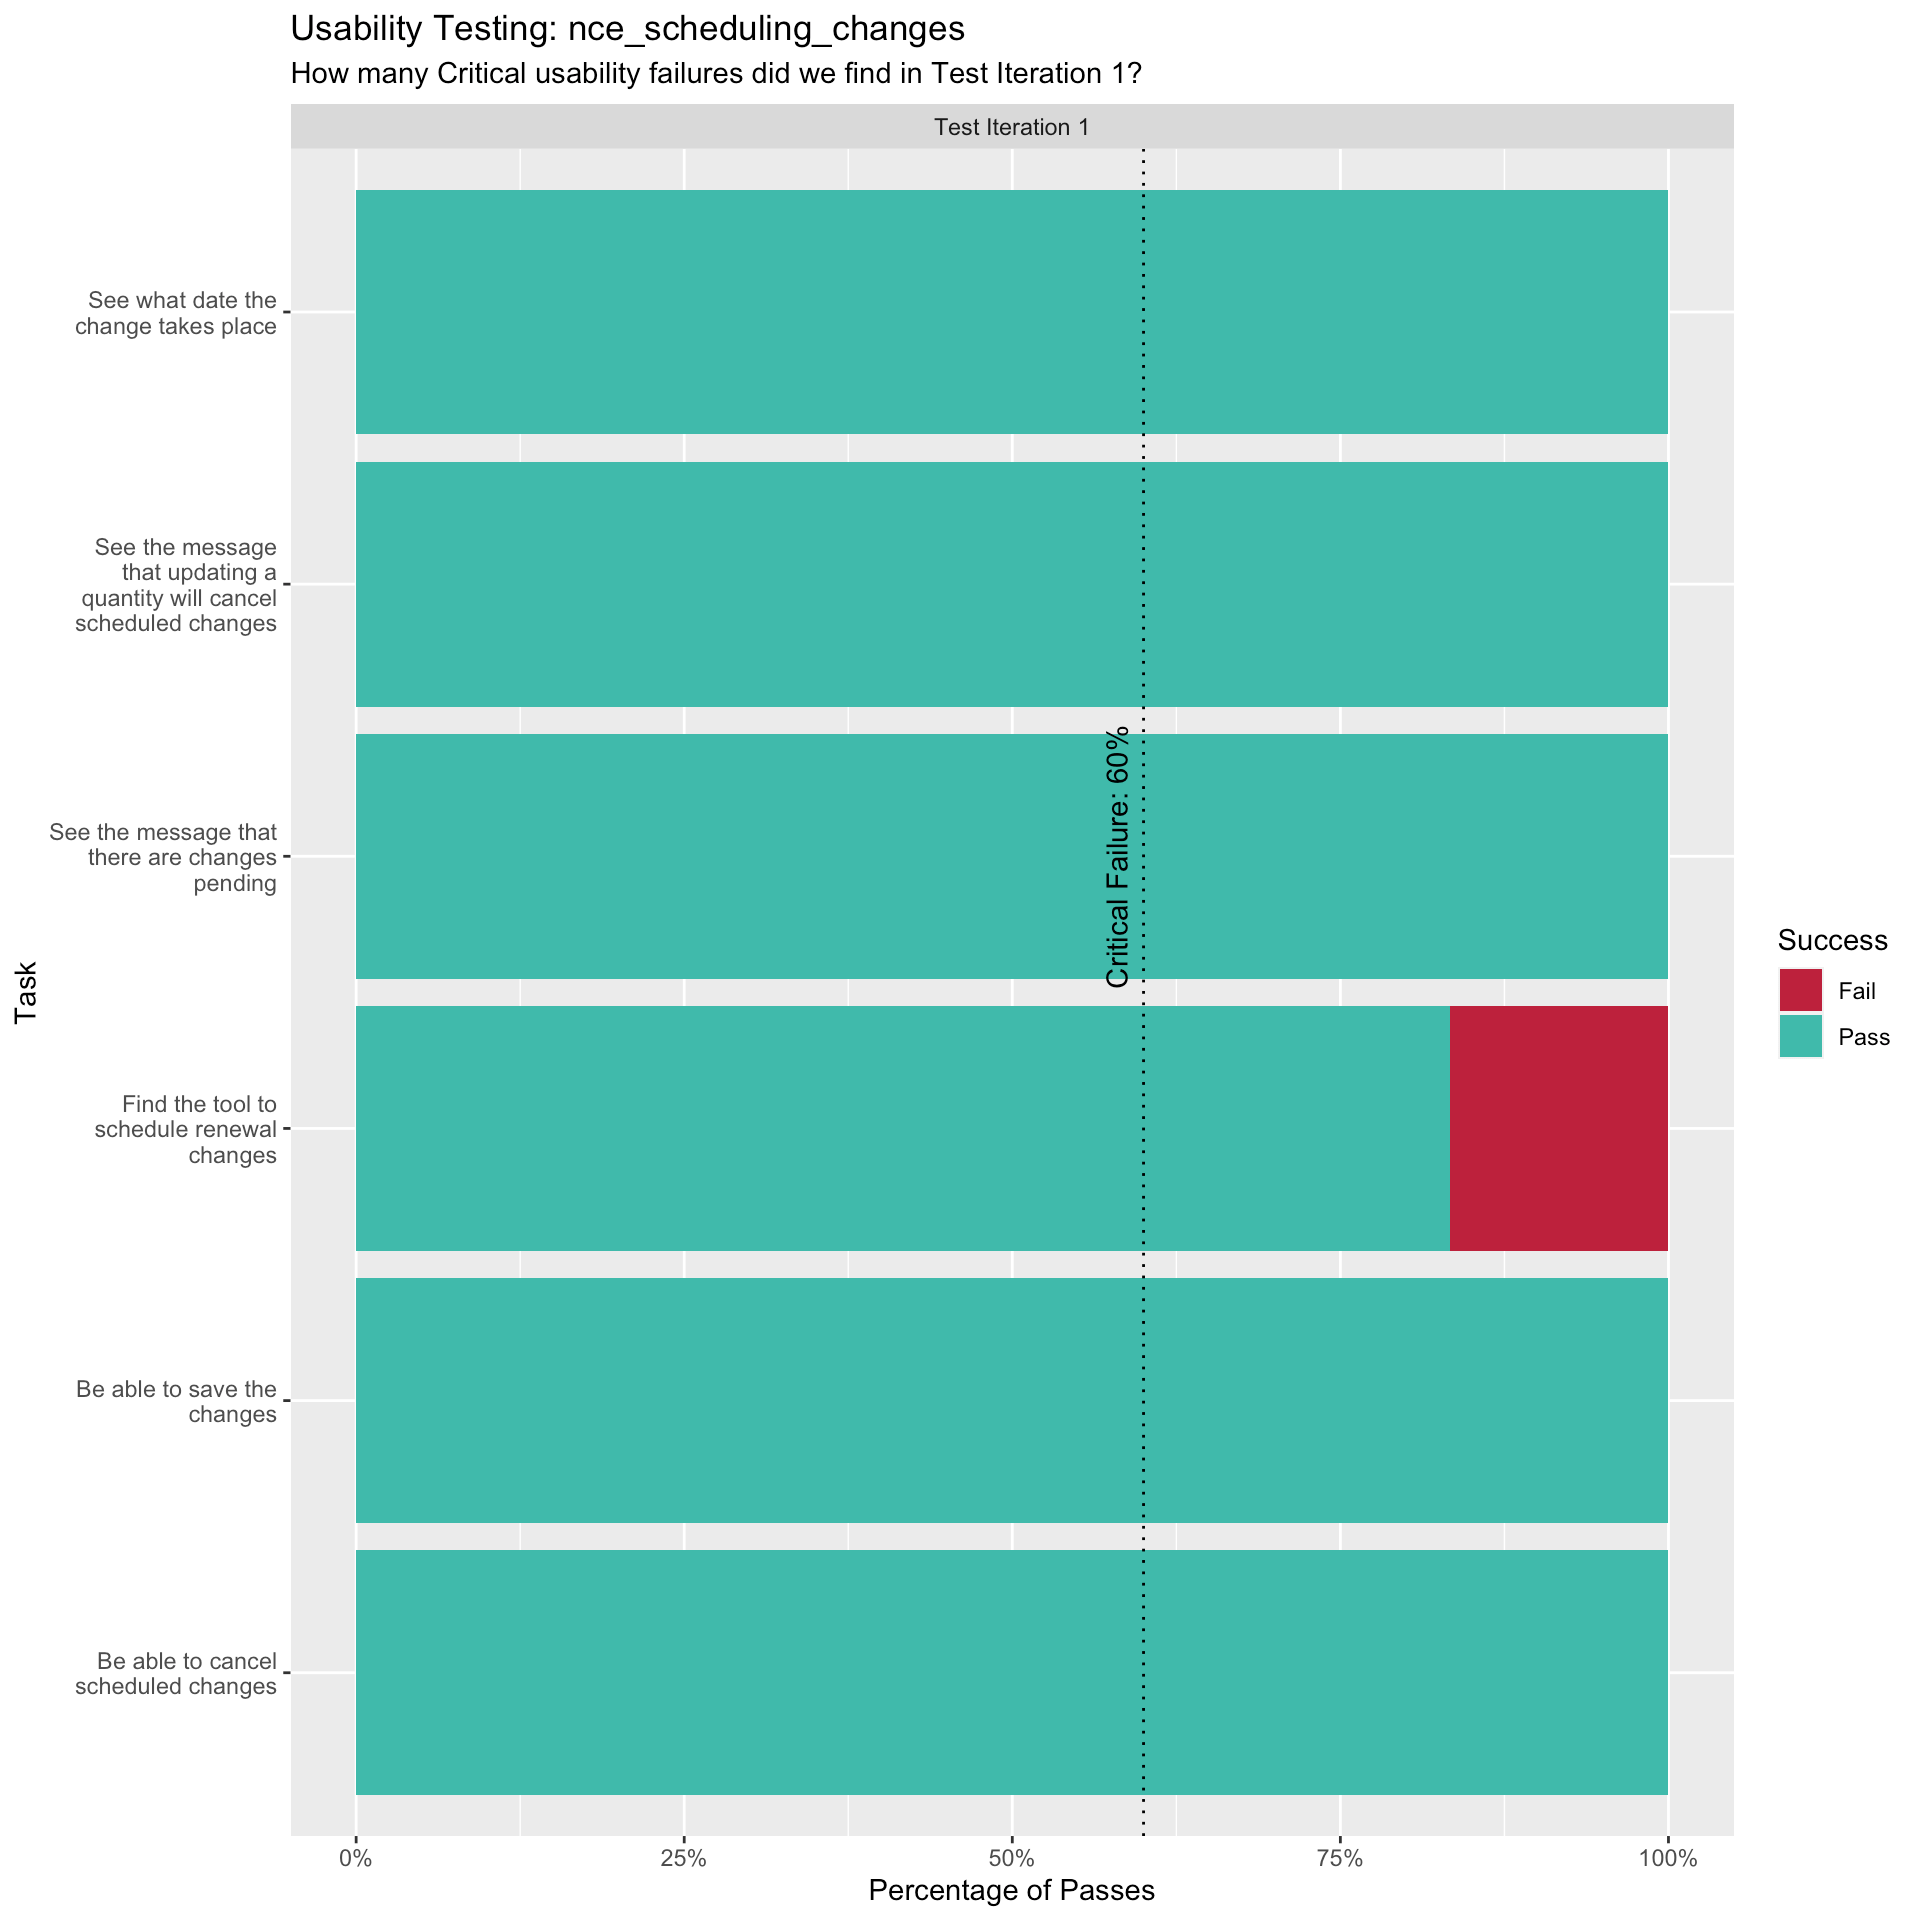 Usability Testing: nce_scheduling_changes
How many Critical usability failures did we find in Test Iteration 1?
Test Iteration 1
See what date the
change takes place
See the message
that updating a
quantity will cancel
scheduled changes
See the message that
there are changes
pending
Find the tool to
schedule renewal
changes
Be able to save the
changes
Be able to cancel
scheduled changes
Task
Critical Failure: 60%
Success
Fail
Pass
0%
25%
50%
75%
100%
Percentage of Passes